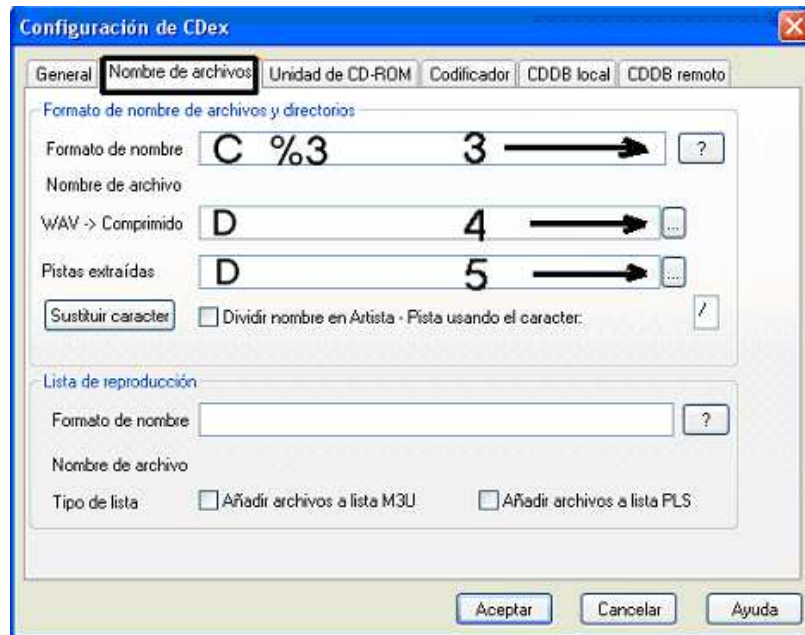 Configuración de CDex
General Nombre de archivos Unidad de CD-ROM Codificador CDDB local CDDB remoto
Formato de nombre de archivos y directorios
Formato de nombre C %3 3 ?
Nombre de archivo
WAV -> Comprimido D 4 ...
Pistas extraídas D 5 ...
Sustituir caracter Dividir nombre en Artista - Pista usando el caracter: /
Lista de reproducción
Formato de nombre ?
Nombre de archivo
Tipo de lista Añadir archivos a lista M3U Añadir archivos a lista PLS
Aceptar Cancelar Ayuda